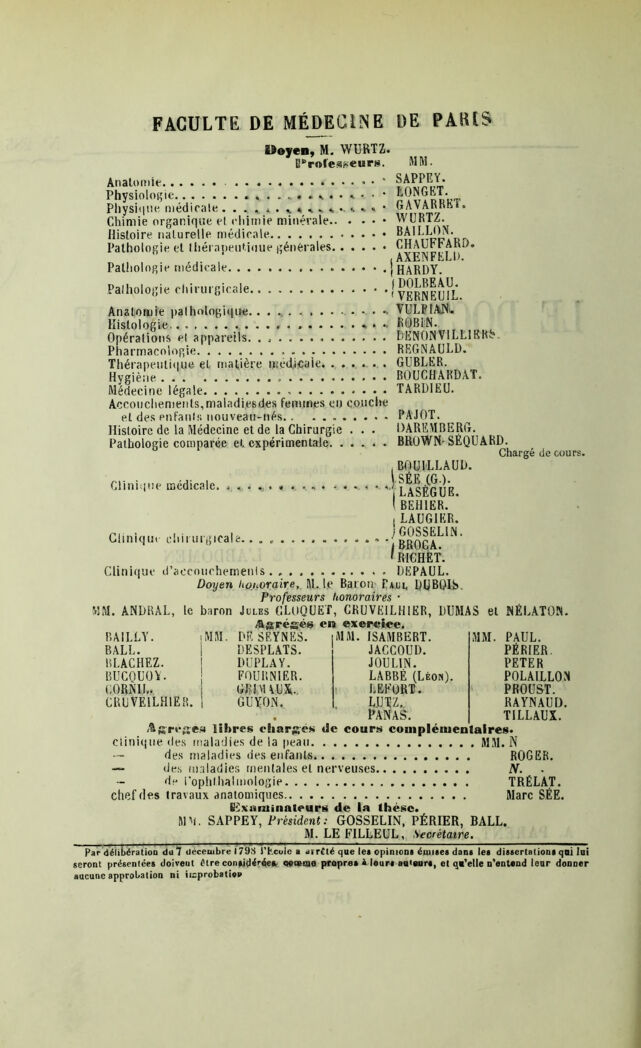 FACULTE DE MÉDECINE DE PARIS
Doyen, M. WURTZ.
Professeurs. MM.
Anatomie. SAPPEY.
Physiologie. LONGET.
Physique médicale. GAVARRET.
Chimie organique et chimie minérale. WURTZ.
Histoire naturelle médicale. BAILLON.
Pathologie et thérapeutique générales. CHAUFFARD.
Pathologie médicale. AXENFELD.
HARDY.
Pathologie chirurgicale. DOLBEAU.
VERNEUIL.
Anatomie pathologique. VULPIAN.
Histologie. ROBIN.
Opérations et appareils. DENONVILLIERS.
Pharmacologie. REGNAULD.
Thérapeutique et matière médicale. GUBLER.
Hygiène. BOUCHARDAT.
Médecine légale. TARDIEU.
Accouchements, maladies des femmes en couche
et des enfants nouveau-nés. PAJOT.
Histoire de la Médecine et de la Chirurgie . . . DAREMBERG.
Pathologie comparée et expérimentale. BROWN-SÉQUARD.
Chargé de cours.
Clinique médicale. BOUILLAUD.
SÉE (G.).
LASÈGUE.
BEHIER.
Clinique chirurgicale. LAUGIER.
GOSSELIN.
BROCA.
RICHET.
Clinique d'accouchements. DEPAUL.
Doyen honoraire, M. le Baron PAUL DUBOIS.
Professeurs honoraires :
MM. ANDRAL, le baron JULES CLOQUET, CRUVEILHIER, DUMAS et NÉLATON.
Agrégés en exercice.
BAILLY. MM. DE SEYNES. MM. ISAMBERT. MM. PAUL.
BALL. DESPLATS. JACCOUD. PÉRIER.
BLACHEZ. DUPLAY. JOULIN. PETER
BUCQUOY. FOURNIER. LABBÉ (LÉON). POLAILLON
CORNIL. GRIMAUX. LEFORT. PROUST.
CRUVEILHIER. GUYON. LUTZ. RAYNAUD.
PANAS. TILLAUX.
Agrégés libres chargés de cours complémentaires.
clinique des maladies de la peau. MM. N
— des maladies des enfants. ROGER.
— des maladies mentales et nerveuses. N.
— de l'ophthalmologie. TRÉLAT.
chef des travaux anatomiques. Marc SÉE.
Examinateurs de la thèse.
MM. SAPPEY, Président: GOSSELIN, PÉRIER, BALL.
M. LE FILLEUL, Secrétaire.
Par délibération du 7 décembre 1798 l'Ecole a arrêté que les opinions émises dans les dissertations qui lui
seront présentées doivent être considérées comme propres à leurs auteurs, et qu'elle n'entend leur donner
aucune approbation ni improbation